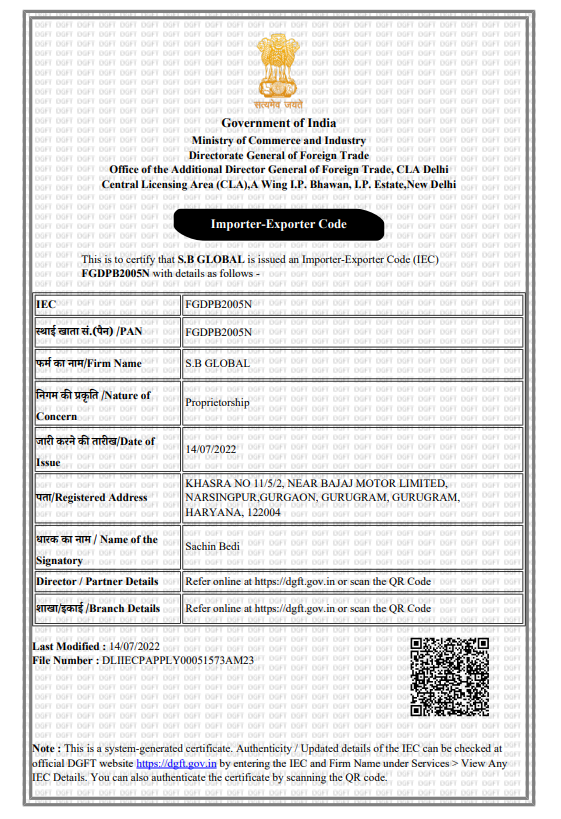 सत्यमेव जयते
Government of India
Ministry of Commerce and Industry
Directorate General of Foreign Trade
Office of the Additional Director General of Foreign Trade, CLA Delhi
Central Licensing Area (CLA),A Wing I.P. Bhawan, I.P. Estate,New Delhi
Importer-Exporter Code
This is to certify that S.B GLOBAL is issued an Importer-Exporter Code (IEC)
FGDPB2005N with details as follows -
IEC FGDPB2005N
स्थाई खाता सं.(पैन) /PAN FGDPB2005N
फर्म का नाम/Firm Name S.B GLOBAL
निगम की प्रकृति /Nature of
Concern
Proprietorship
जारी करने की तारीख/Date of
Issue
14/07/2022
पता/Registered Address
KHASRA NO 11/5/2, NEAR BAJAJ MOTOR LIMITED,
NARSINGPUR,GURGAON, GURUGRAM, GURUGRAM,
HARYANA, 122004
धारक का नाम / Name of the
Signatory
Sachin Bedi
Director / Partner Details Refer online at https://dgft.gov.in or scan the QR Code
शाखा/इकाई /Branch Details Refer online at https://dgft.gov.in or scan the QR Code
Last Modified : 14/07/2022
File Number : DLIIECPAPPLY00051573AM23
Note : This is a system-generated certificate. Authenticity / Updated details of the IEC can be checked at
official DGFT website https://dgft.gov.in by entering the IEC and Firm Name under Services > View Any
IEC Details. You can also authenticate the certificate by scanning the QR code.